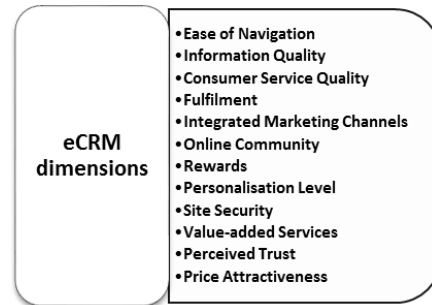 eCRM
dimensions
•Ease of Navigation
•Information Quality
•Consumer Service Quality
•Fulfilment
•Integrated Marketing Channels
•Online Community
•Rewards
•Personalisation Level
•Site Security
•Value-added Services
•Perceived Trust
•Price Attractiveness